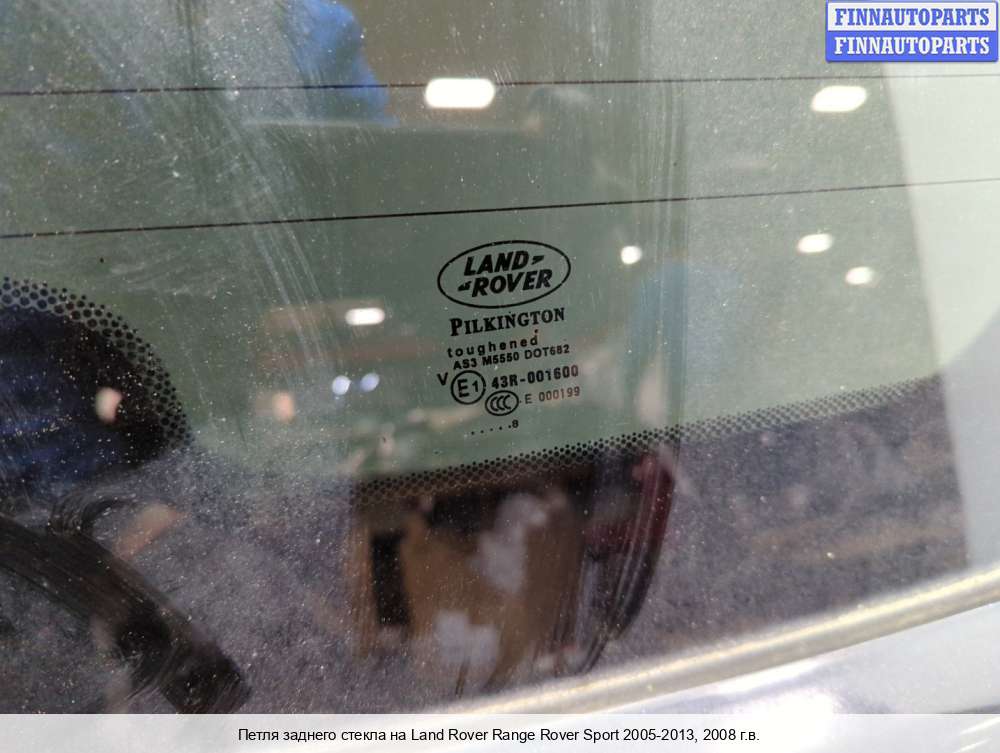 FINNAUTOPARTS
FINNAUTOPARTS
LAND
ROVER
PILKINGTON
toughened
AS3 M5550 DOT682
V E1 43R-001600
CCC E 000199
.....8
Петля заднего стекла на Land Rover Range Rover Sport 2005-2013, 2008 г.в.